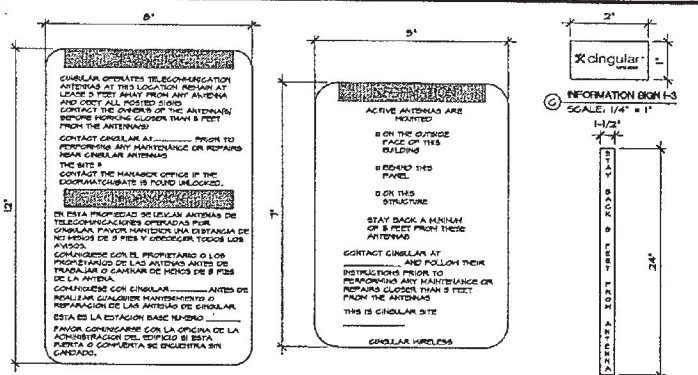 8"
12"
CINGULAR OPERATES TELECOMMUNICATION
ANTENNAS AT THIS LOCATION REMAIN AT
LEASE 3 FEET AWAY FROM ANY ANTENNA
AND OBEY ALL POSTED SIGNS
CONTACT THE OWNER(S) OF THE ANTENNA(S)
BEFORE WORKING CLOSER THAN 3 FEET
FROM THE ANTENNA(S)
CONTACT CINGULAR AT ________ PRIOR TO
PERFORMING ANY MAINTENANCE OR REPAIRS
NEAR CINGULAR ANTENNAS
THE SITE #
CONTACT THE MANAGER OFFICE IF THE
DOOR/HATCH/GATE IS FOUND UNLOCKED.
EN ESTA PROPIEDAD SE UBICAN ANTENAS DE
TELECOMUNICACIONES OPERADAS POR
CINGULAR. FAVOR MANTENER UNA DISTANCIA DE
NO MENOS DE 3 PIES Y OBEDECER TODOS LOS
AVISOS.
COMUNIQUESE CON EL PROPIETARIO O LOS
PROPIETARIOS DE LAS ANTENAS ANTES DE
TRABAJAR O CAMINAR DE MENOS DE 3 PIES
DE LA ANTENA.
COMUNIQUESE CON CINGULAR ________ ANTES DE
REALIZAR CUALQUIER MANTENIMIENTO O
REPARACION DE LAS ANTENAS DE CINGULAR.
ESTA ES LA ESTACION BASE NUMERO ________
FAVOR COMUNICARSE CON LA OFICINA DE LA
ADMINISTRACION DEL EDIFICIO SI ESTA
PUERTA O COMPUERTA SE ENCUENTRA SIN
CANDADO.
5"
7"
ACTIVE ANTENNAS ARE
MOUNTED
ON THE OUTSIDE
FACE OF THIS
BUILDING
BEHIND THIS
PANEL
ON THIS
STRUCTURE
STAY BACK A MINIMUM
OF 3 FEET FROM THESE
ANTENNAS
CONTACT CINGULAR AT
________ AND FOLLOW THEIR
INSTRUCTIONS PRIOR TO
PERFORMING ANY MAINTENANCE OR
REPAIRS CLOSER THAN 3 FEET
FROM THE ANTENNAS
THIS IS CINGULAR SITE
________
CINGULAR WIRELESS
2"
1"
cingular
G INFORMATION SIGN 1-3
SCALE: 1/4" = 1"
1-1/2"
24"
STAY BACK 3 FEET FROM ANTENNA